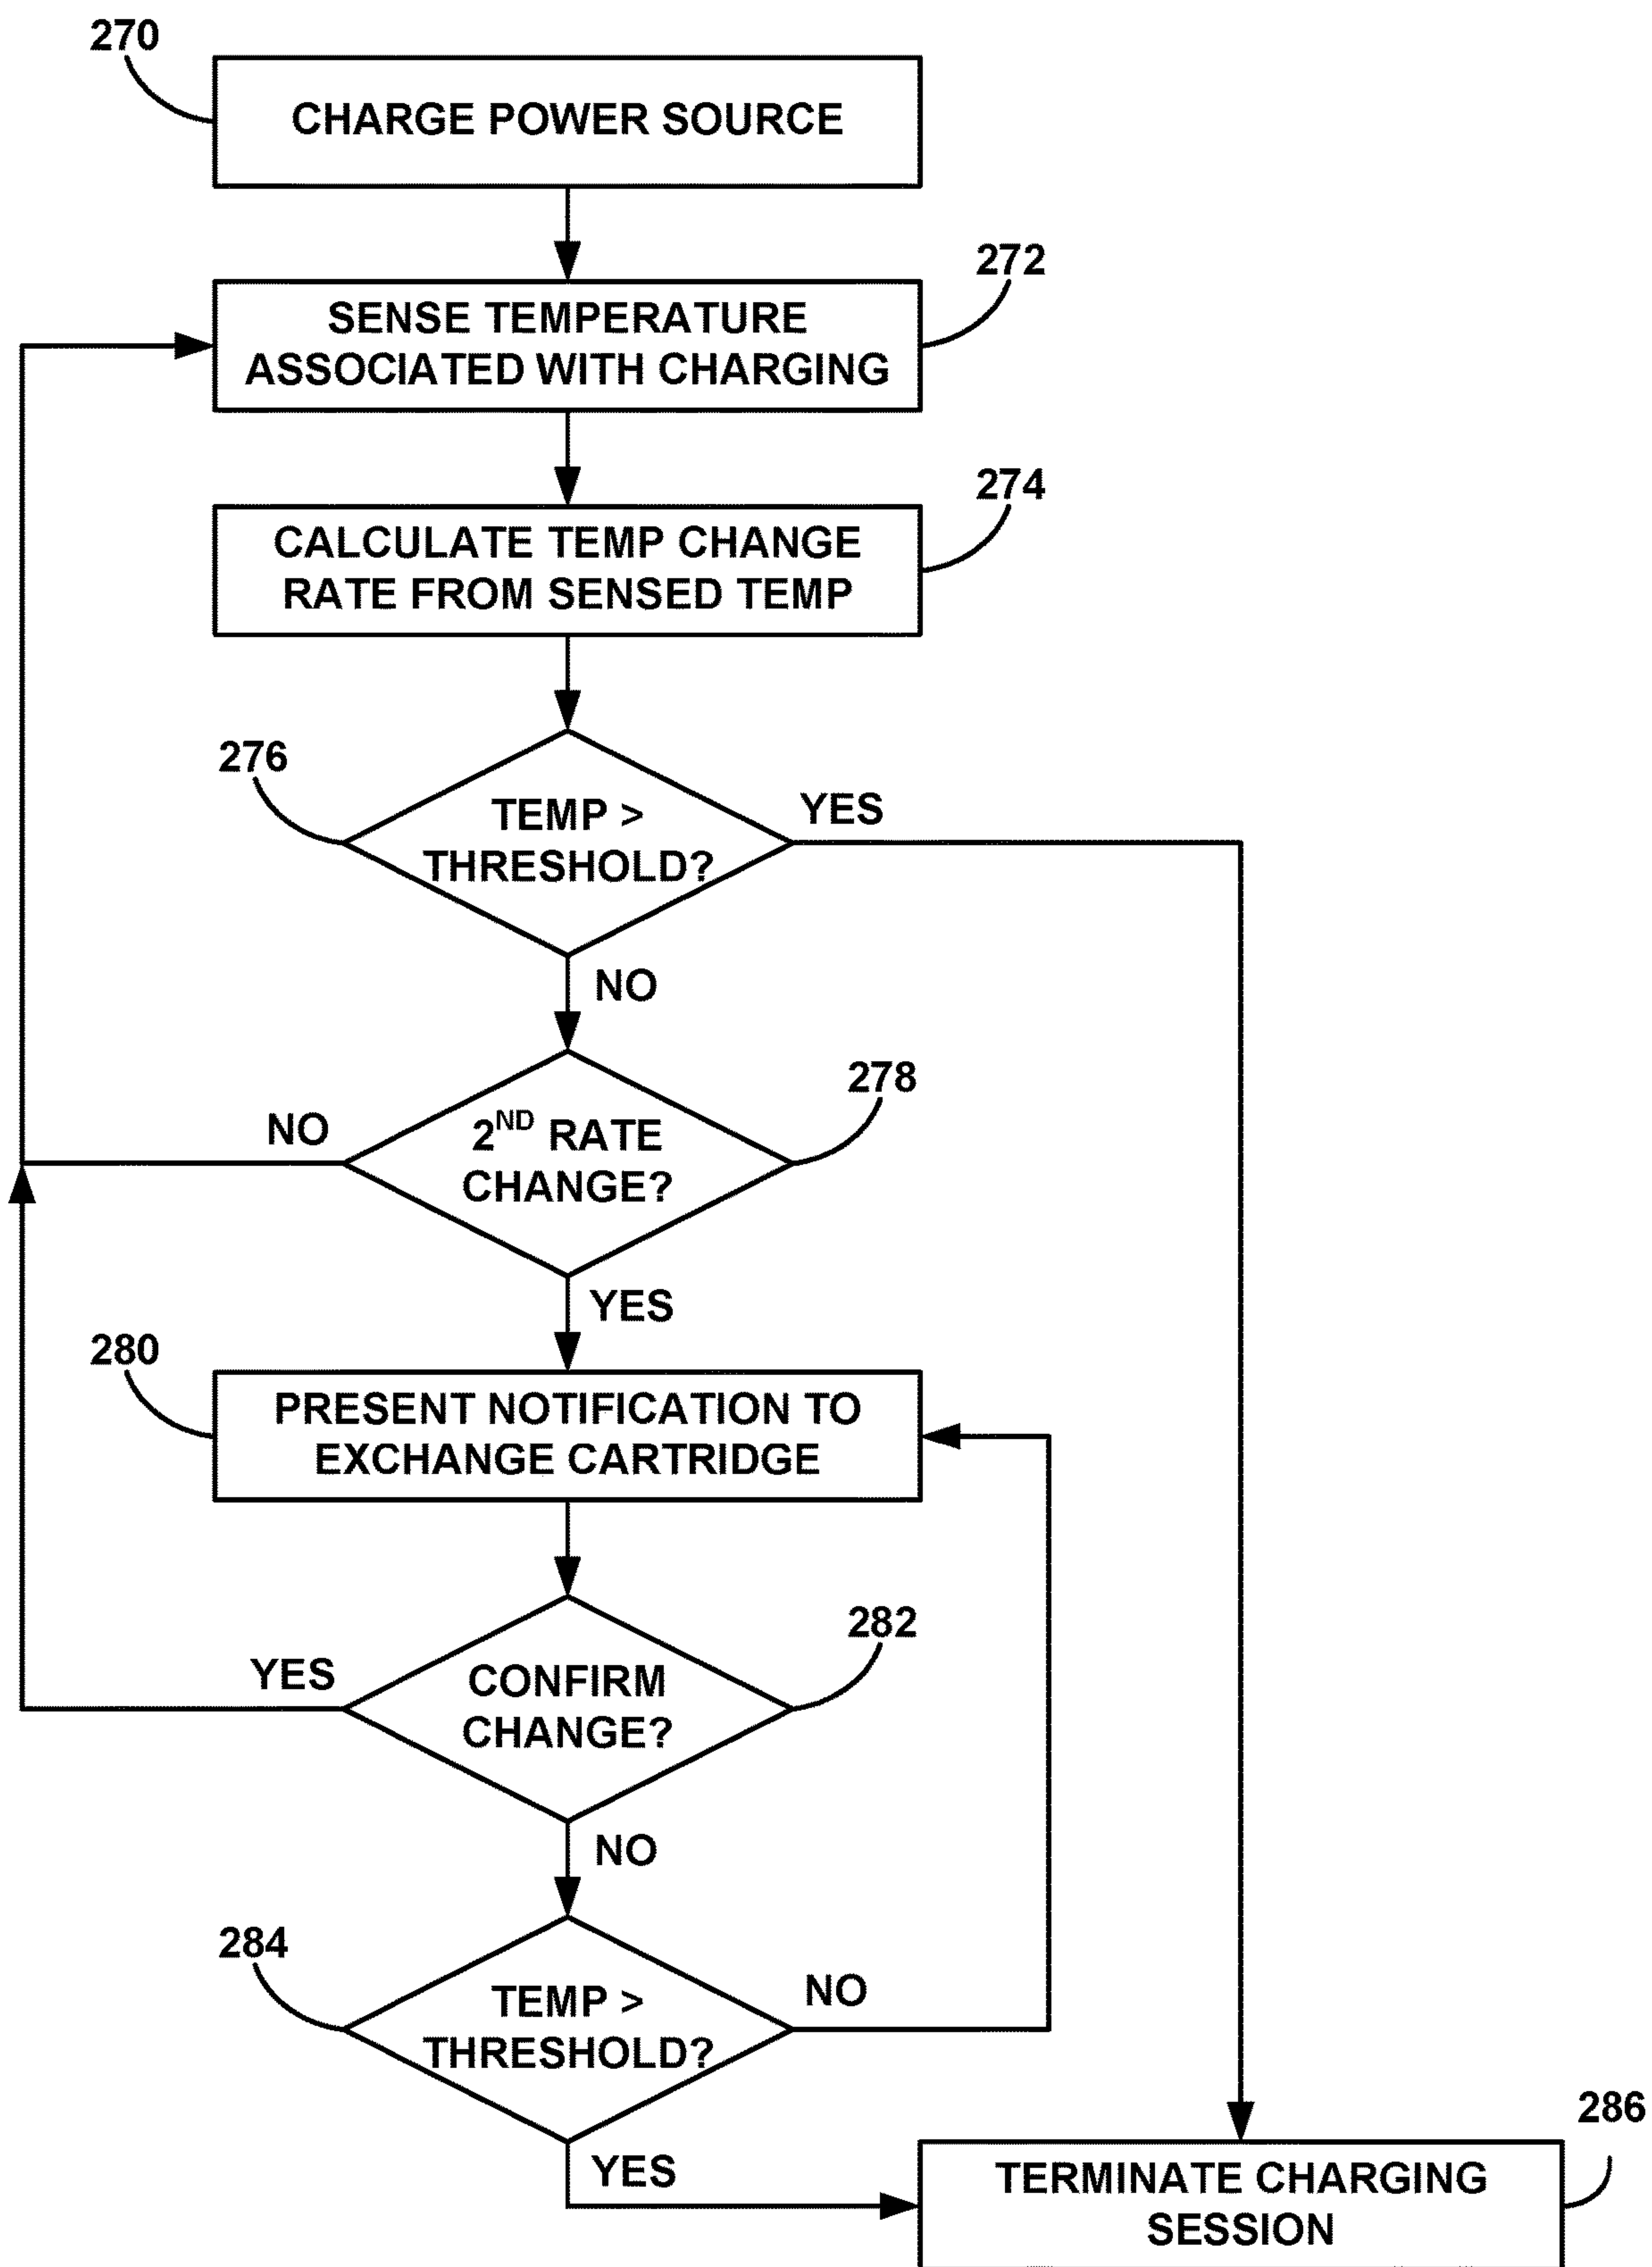 270
CHARGE POWER SOURCE
272
SENSE TEMPERATURE
ASSOCIATED WITH CHARGING
274
CALCULATE TEMP CHANGE
RATE FROM SENSED TEMP
276
TEMP >
THRESHOLD?
YES
NO
278
2ND RATE
CHANGE?
NO
YES
280
PRESENT NOTIFICATION TO
EXCHANGE CARTRIDGE
282
CONFIRM
CHANGE?
YES
NO
284
TEMP >
THRESHOLD?
NO
YES
286
TERMINATE CHARGING
SESSION